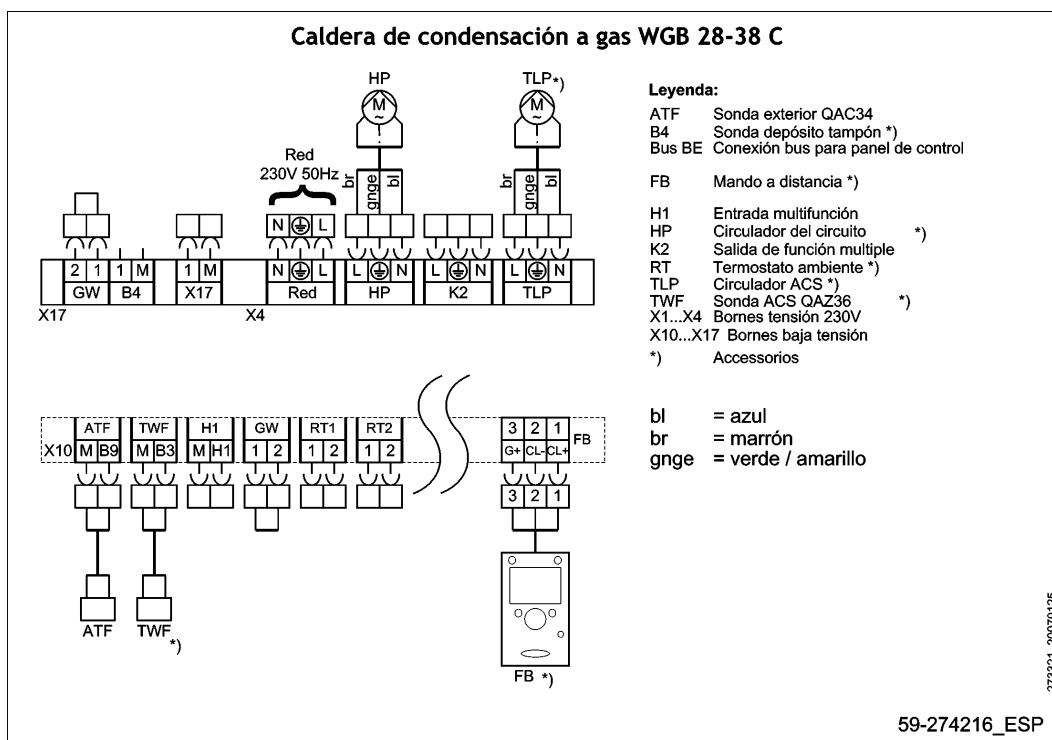 Caldera de condensación a gas WGB 28-38 C
HP
TLP *)
M
~
M
~
Red
230V 50Hz
br
gnge
bl
br
gnge
bl
N L
2 1 1 M 1 M N L L N L N L N
GW B4 X17 Red HP K2 TLP
X17 X4
Leyenda:
ATF Sonda exterior QAC34
B4 Sonda depósito tampón *)
Bus BE Conexión bus para panel de control
FB Mando a distancia *)
H1 Entrada multifunción
HP Circulador del circuito *)
K2 Salida de función multiple
RT Termostato ambiente *)
TLP Circulador ACS *)
TWF Sonda ACS QAZ36 *)
X1...X4 Bornes tensión 230V
X10...X17 Bornes baja tensión
*) Accessorios
bl = azul
br = marrón
gnge = verde / amarillo
ATF TWF H1 GW RT1 RT2 3 2 1
X10 M B9 M B3 M H1 1 2 1 2 1 2 G+ CL- CL+ FB
3 2 1
ATF
TWF *)
FB *)
273321_20070125
59-274216_ESP